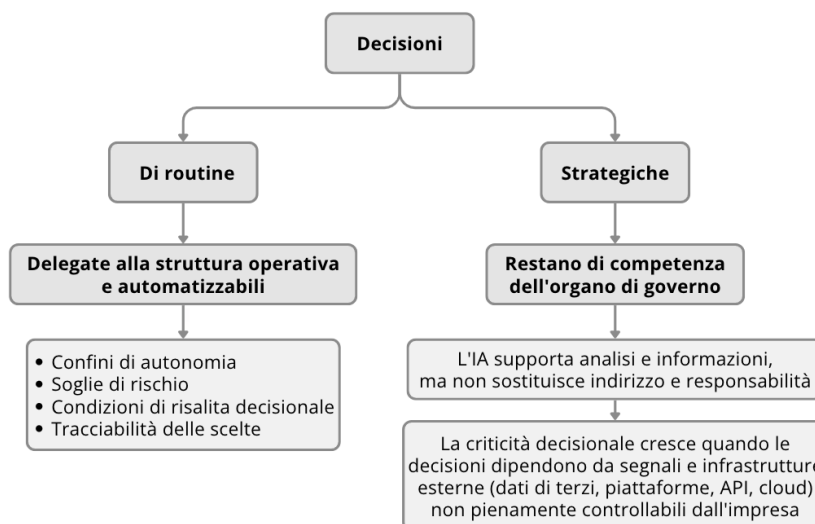 Decisioni
Di routine
Strategiche
Delegate alla struttura operativa
e automatizzabili
Restano di competenza
dell'organo di governo
• Confini di autonomia
• Soglie di rischio
• Condizioni di risalita decisionale
• Tracciabilità delle scelte
L'IA supporta analisi e informazioni,
ma non sostituisce indirizzo e responsabilità
La criticità decisionale cresce quando le
decisioni dipendono da segnali e infrastrutture
esterne (dati di terzi, piattaforme, API, cloud)
non pienamente controllabili dall'impresa